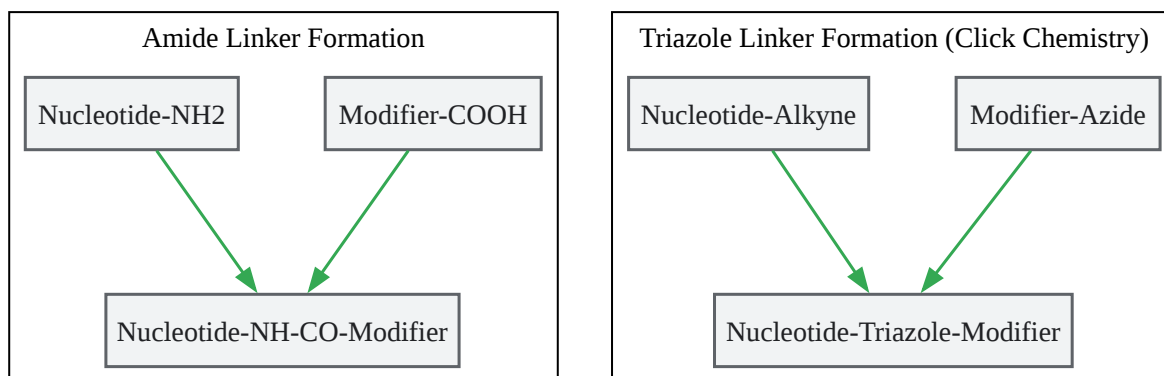 Amide Linker Formation
Nucleotide-NH2
Modifier-COOH
Nucleotide-NH-CO-Modifier
Triazole Linker Formation (Click Chemistry)
Nucleotide-Alkyne
Modifier-Azide
Nucleotide-Triazole-Modifier